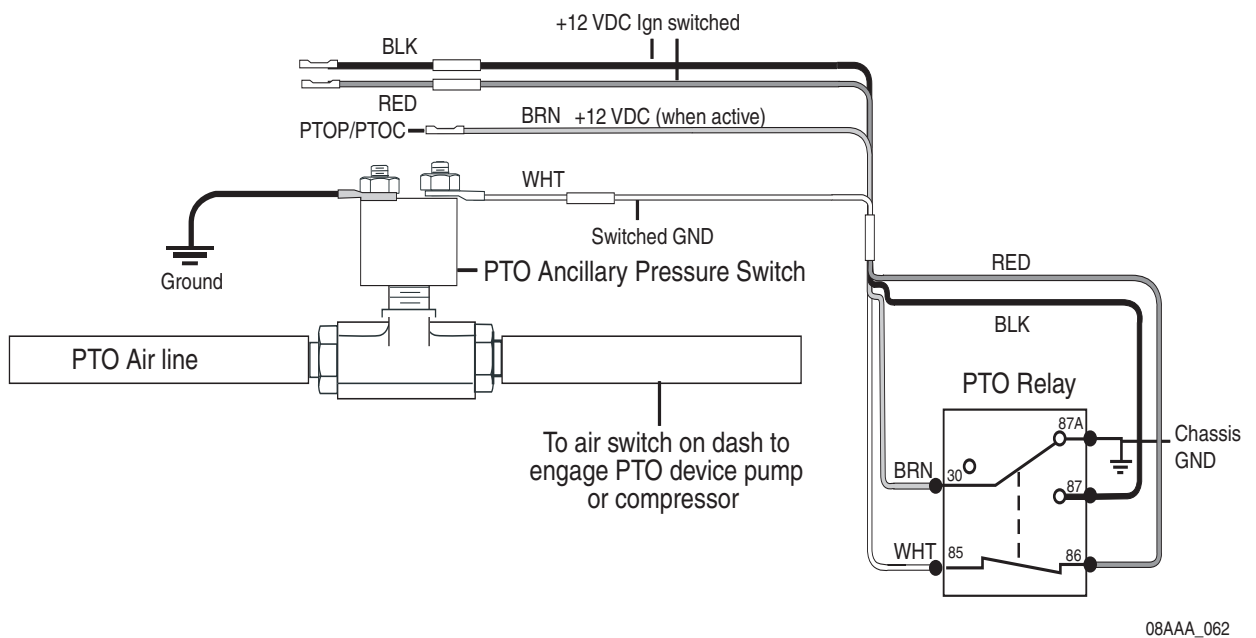 +12 VDC Ign switched
BLK
RED
PTOP/PTOC
BRN +12 VDC (when active)
WHT
Switched GND
Ground
PTO Ancillary Pressure Switch
RED
BLK
PTO Air line
PTO Relay
To air switch on dash to
engage PTO device pump
or compressor
87A
Chassis
GND
BRN
30
87
WHT
85
86
08AAA_062